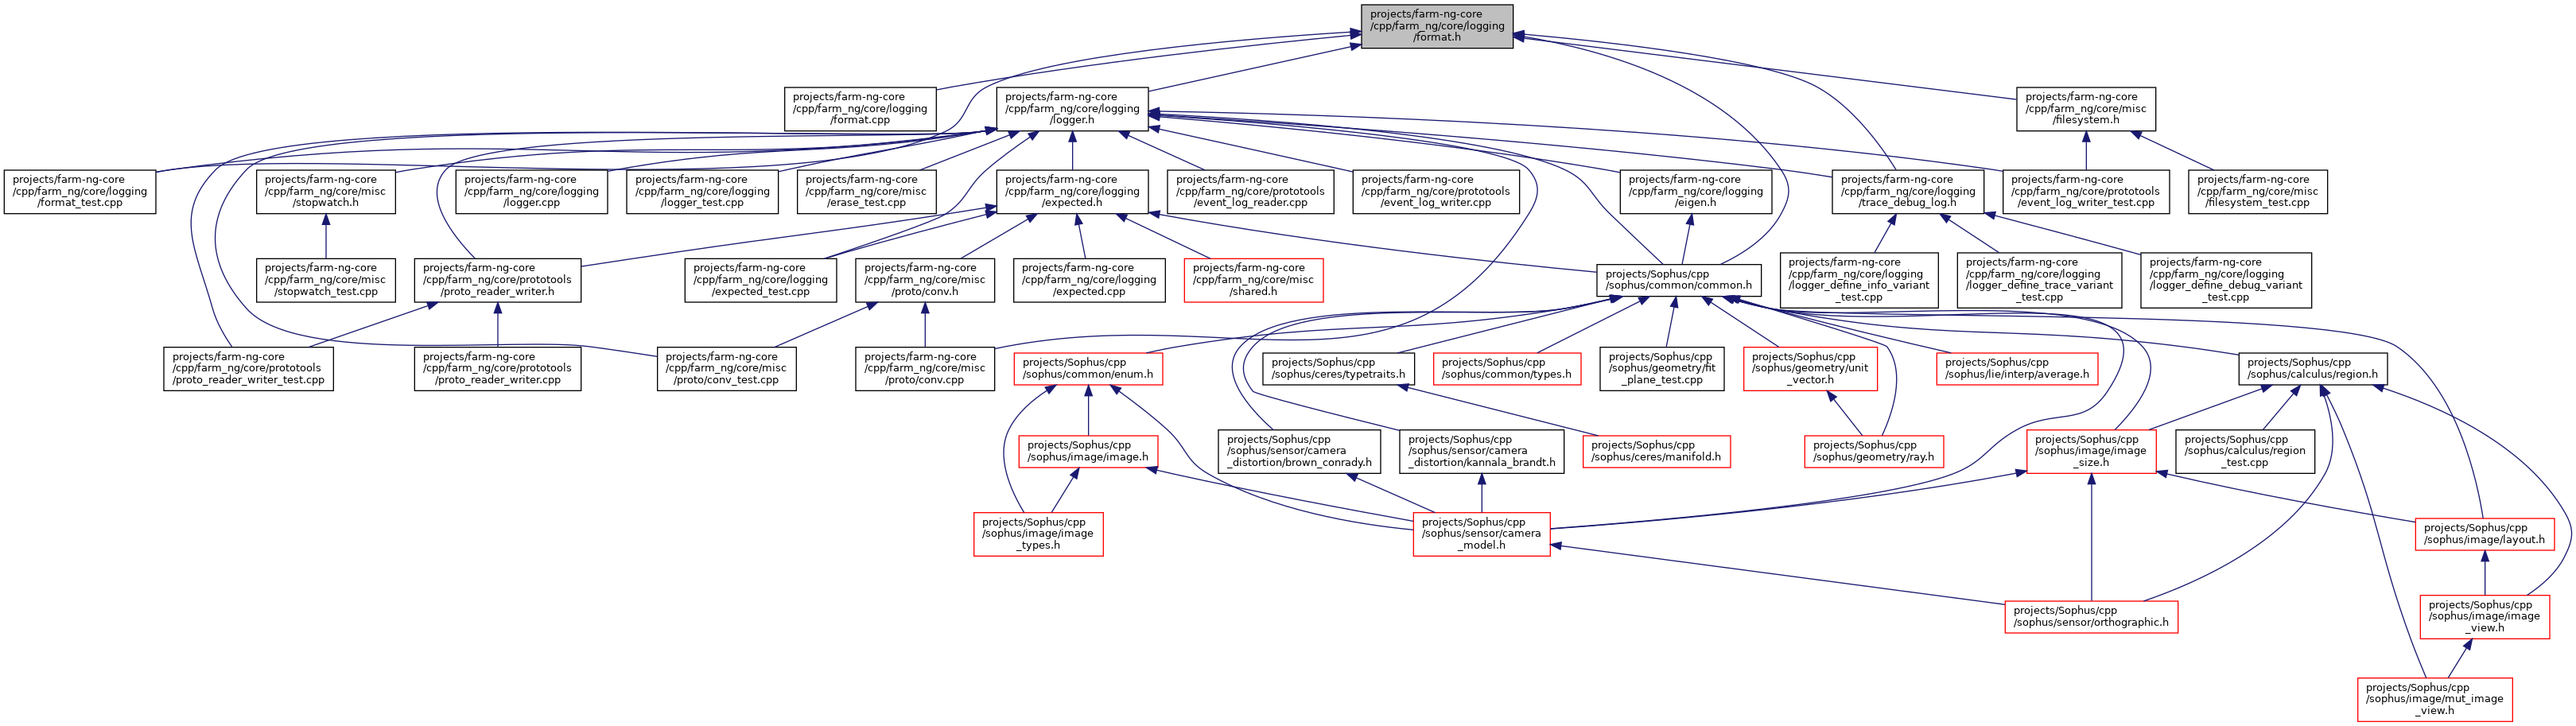 projects/farm-ng-core
/cpp/farm_ng/core/logging
/format.h
projects/farm-ng-core
/cpp/farm_ng/core/logging
/format.cpp
projects/farm-ng-core
/cpp/farm_ng/core/logging
/logger.h
projects/farm-ng-core
/cpp/farm_ng/core/misc
/filesystem.h
projects/farm-ng-core
/cpp/farm_ng/core/logging
/format_test.cpp
projects/farm-ng-core
/cpp/farm_ng/core/misc
/stopwatch.h
projects/farm-ng-core
/cpp/farm_ng/core/logging
/logger.cpp
projects/farm-ng-core
/cpp/farm_ng/core/logging
/logger_test.cpp
projects/farm-ng-core
/cpp/farm_ng/core/misc
/erase_test.cpp
projects/farm-ng-core
/cpp/farm_ng/core/logging
/expected.h
projects/farm-ng-core
/cpp/farm_ng/core/prototools
/event_log_reader.cpp
projects/farm-ng-core
/cpp/farm_ng/core/prototools
/event_log_writer.cpp
projects/farm-ng-core
/cpp/farm_ng/core/logging
/eigen.h
projects/farm-ng-core
/cpp/farm_ng/core/logging
/trace_debug_log.h
projects/farm-ng-core
/cpp/farm_ng/core/prototools
/event_log_writer_test.cpp
projects/farm-ng-core
/cpp/farm_ng/core/misc
/filesystem_test.cpp
projects/farm-ng-core
/cpp/farm_ng/core/misc
/stopwatch_test.cpp
projects/farm-ng-core
/cpp/farm_ng/core/prototools
/proto_reader_writer.h
projects/farm-ng-core
/cpp/farm_ng/core/logging
/expected_test.cpp
projects/farm-ng-core
/cpp/farm_ng/core/misc
/proto/conv.h
projects/farm-ng-core
/cpp/farm_ng/core/logging
/expected.cpp
projects/farm-ng-core
/cpp/farm_ng/core/misc
/shared.h
projects/Sophus/cpp
/sophus/common/common.h
projects/farm-ng-core
/cpp/farm_ng/core/logging
/logger_define_info_variant
_test.cpp
projects/farm-ng-core
/cpp/farm_ng/core/logging
/logger_define_trace_variant
_test.cpp
projects/farm-ng-core
/cpp/farm_ng/core/logging
/logger_define_debug_variant
_test.cpp
projects/farm-ng-core
/cpp/farm_ng/core/prototools
/proto_reader_writer_test.cpp
projects/farm-ng-core
/cpp/farm_ng/core/prototools
/proto_reader_writer.cpp
projects/farm-ng-core
/cpp/farm_ng/core/misc
/proto/conv_test.cpp
projects/farm-ng-core
/cpp/farm_ng/core/misc
/proto/conv.cpp
projects/Sophus/cpp
/sophus/common/enum.h
projects/Sophus/cpp
/sophus/ceres/typetraits.h
projects/Sophus/cpp
/sophus/common/types.h
projects/Sophus/cpp
/sophus/geometry/fit
_plane_test.cpp
projects/Sophus/cpp
/sophus/geometry/unit
_vector.h
projects/Sophus/cpp
/sophus/lie/interp/average.h
projects/Sophus/cpp
/sophus/calculus/region.h
projects/Sophus/cpp
/sophus/image/image.h
projects/Sophus/cpp
/sophus/sensor/camera
_distortion/brown_conrady.h
projects/Sophus/cpp
/sophus/sensor/camera
_distortion/kannala_brandt.h
projects/Sophus/cpp
/sophus/ceres/manifold.h
projects/Sophus/cpp
/sophus/geometry/ray.h
projects/Sophus/cpp
/sophus/image/image
_size.h
projects/Sophus/cpp
/sophus/calculus/region
_test.cpp
projects/Sophus/cpp
/sophus/image/image
_types.h
projects/Sophus/cpp
/sophus/sensor/camera
_model.h
projects/Sophus/cpp
/sophus/image/layout.h
projects/Sophus/cpp
/sophus/sensor/orthographic.h
projects/Sophus/cpp
/sophus/image/image
_view.h
projects/Sophus/cpp
/sophus/image/mut_image
_view.h